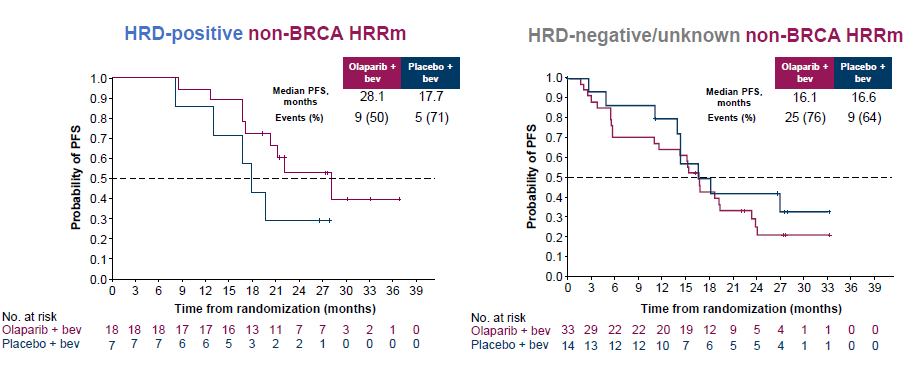 HRD-positive non-BRCA HRRm
Olaparib + bev Placebo + bev
Median PFS, months 28.1 17.7
Events (%) 9 (50) 5 (71)
Probability of PFS
1.0
0.9
0.8
0.7
0.6
0.5
0.4
0.3
0.2
0.1
0.0
0 3 6 9 12 15 18 21 24 27 30 33 36 39
Time from randomization (months)
No. at risk
Olaparib + bev 18 18 18 17 17 16 13 11 7 7 3 2 1 0
Placebo + bev 7 7 7 6 6 5 3 2 2 1 0 0 0 0
HRD-negative/unknown non-BRCA HRRm
Olaparib + bev Placebo + bev
Median PFS, months 16.1 16.6
Events (%) 25 (76) 9 (64)
Probability of PFS
1.0
0.9
0.8
0.7
0.6
0.5
0.4
0.3
0.2
0.1
0.0
0 3 6 9 12 15 18 21 24 27 30 33 36 39
Time from randomization (months)
No. at risk
Olaparib + bev 33 29 22 22 20 19 12 9 5 4 1 1 0 0
Placebo + bev 14 13 12 12 10 7 6 5 5 4 1 1 0 0